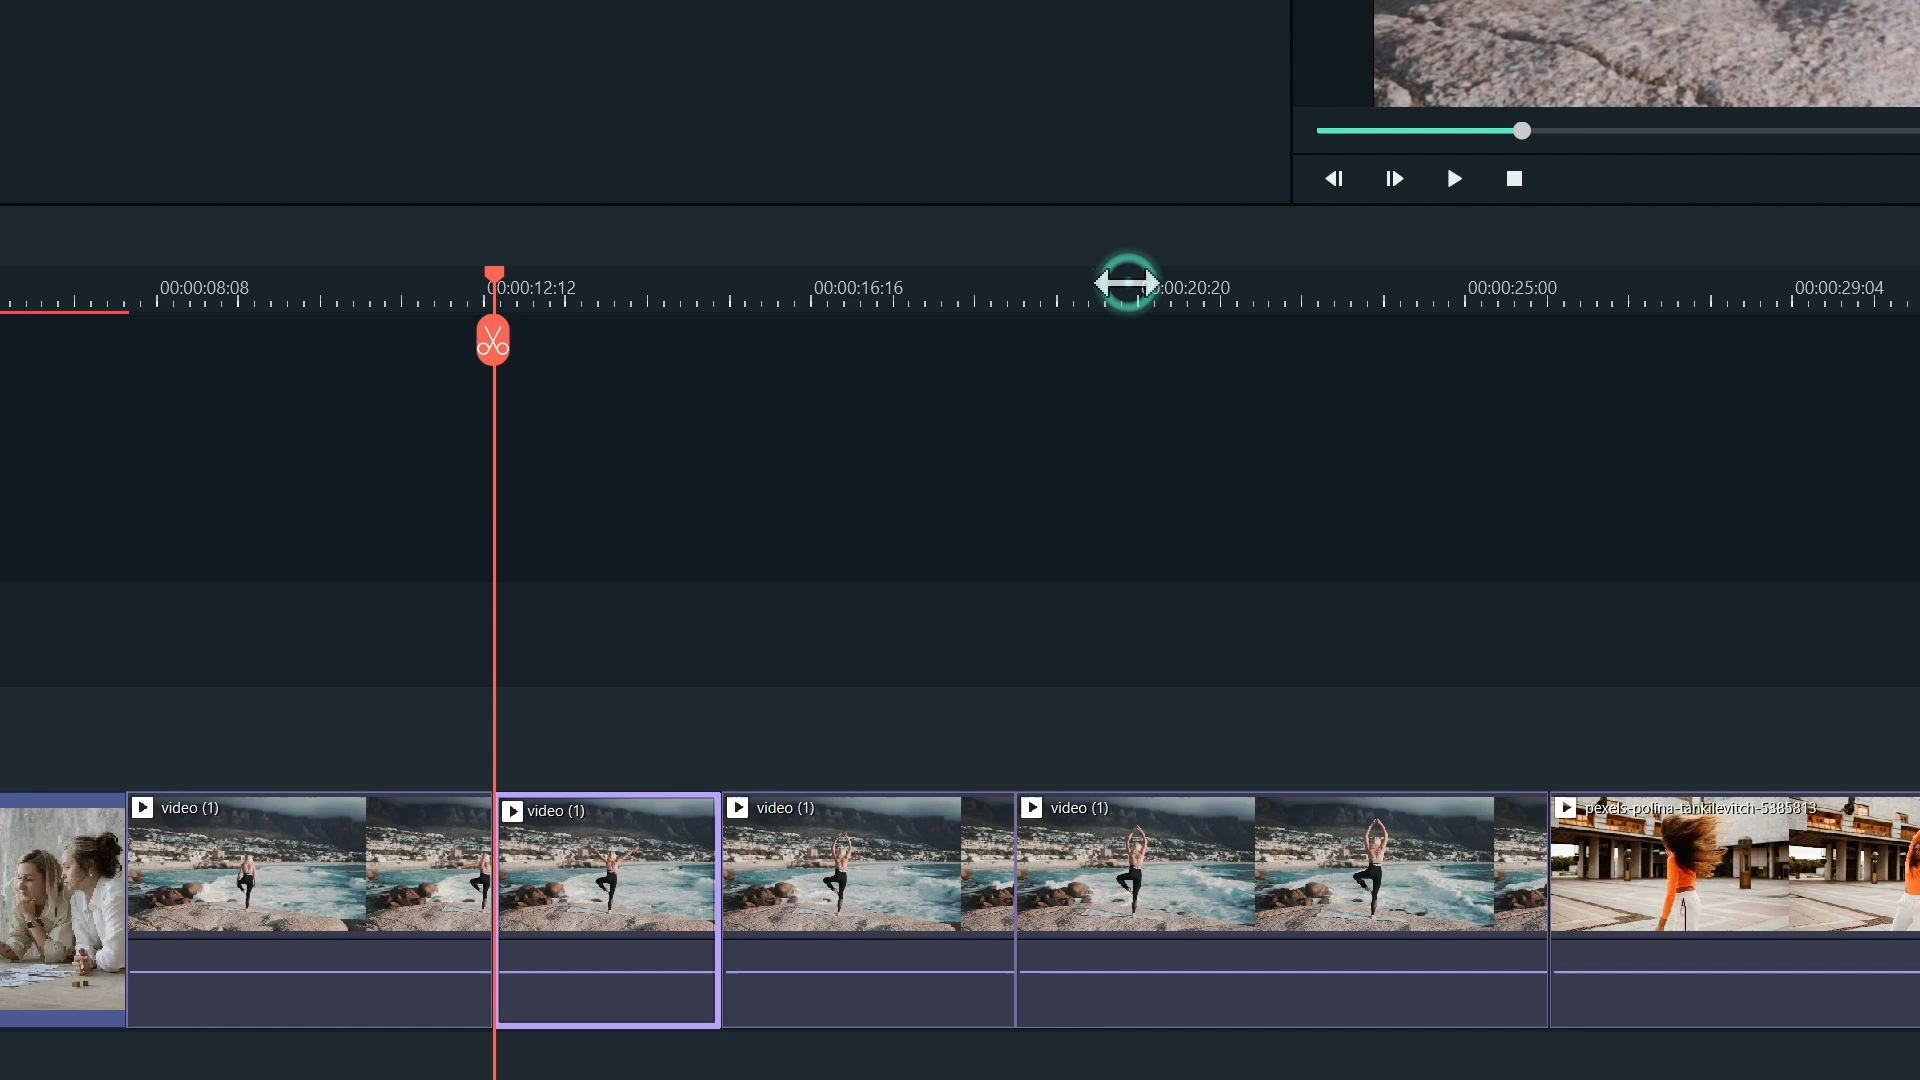 00:00:08:08
00:00:12:12
00:00:16:16
:00:20:20
00:00:25:00
00:00:29:04
video (1)
video (1)
video (1)
video (1)
pexels-polina-tankilevitch-5385813